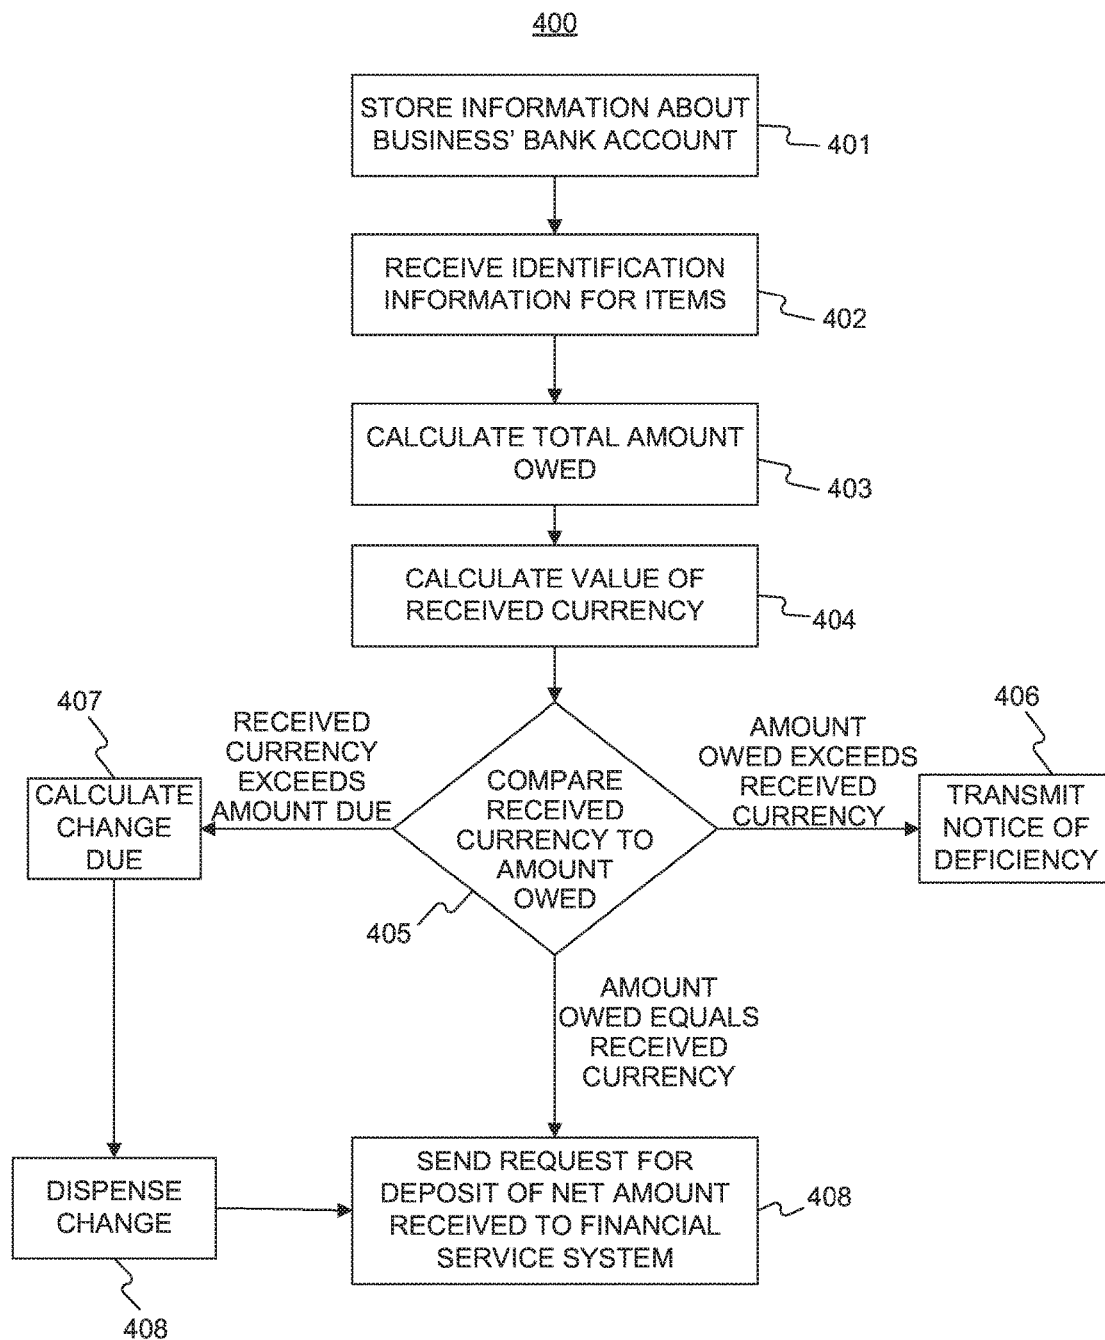 400
STORE INFORMATION ABOUT
BUSINESS' BANK ACCOUNT
401
RECEIVE IDENTIFICATION
INFORMATION FOR ITEMS
402
CALCULATE TOTAL AMOUNT
OWED
403
CALCULATE VALUE OF
RECEIVED CURRENCY
404
407
RECEIVED
CURRENCY
EXCEEDS
AMOUNT DUE
CALCULATE
CHANGE
DUE
COMPARE
RECEIVED
CURRENCY TO
AMOUNT
OWED
405
AMOUNT
OWED EXCEEDS
RECEIVED
CURRENCY
406
TRANSMIT
NOTICE OF
DEFICIENCY
AMOUNT
OWED EQUALS
RECEIVED
CURRENCY
DISPENSE
CHANGE
408
SEND REQUEST FOR
DEPOSIT OF NET AMOUNT
RECEIVED TO FINANCIAL
SERVICE SYSTEM
408